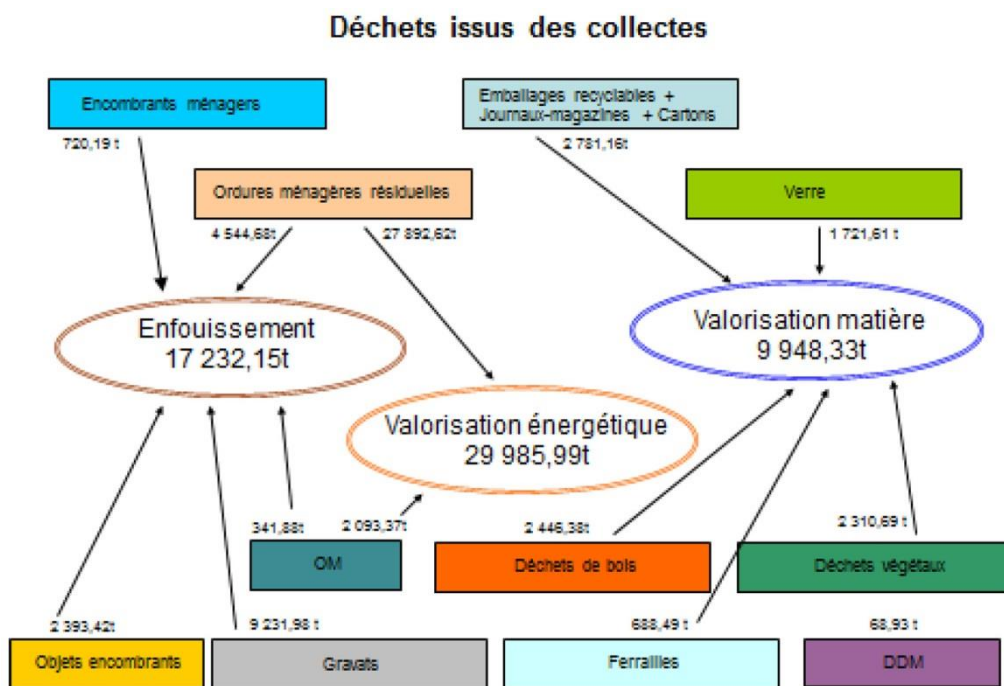 Déchets issus des collectes
Encombrants ménagers
720,19 t
Emballages recyclables +
Journaux-magazines + Cartons
2 781,16t
Ordures ménagères résiduelles
4 544,68t
27 892,62t
Verre
1 721,61 t
Enfouissement
17 232,15t
Valorisation matière
9 948,33t
Valorisation énergétique
29 985,99t
341,88t
2 093,37t
OM
2 446,38t
Déchets de bois
2 310,69 t
Déchets végétaux
2 393,42t
Objets encombrants
9 231,98 t
Gravats
688,49 t
Ferrailles
68,93 t
DDM